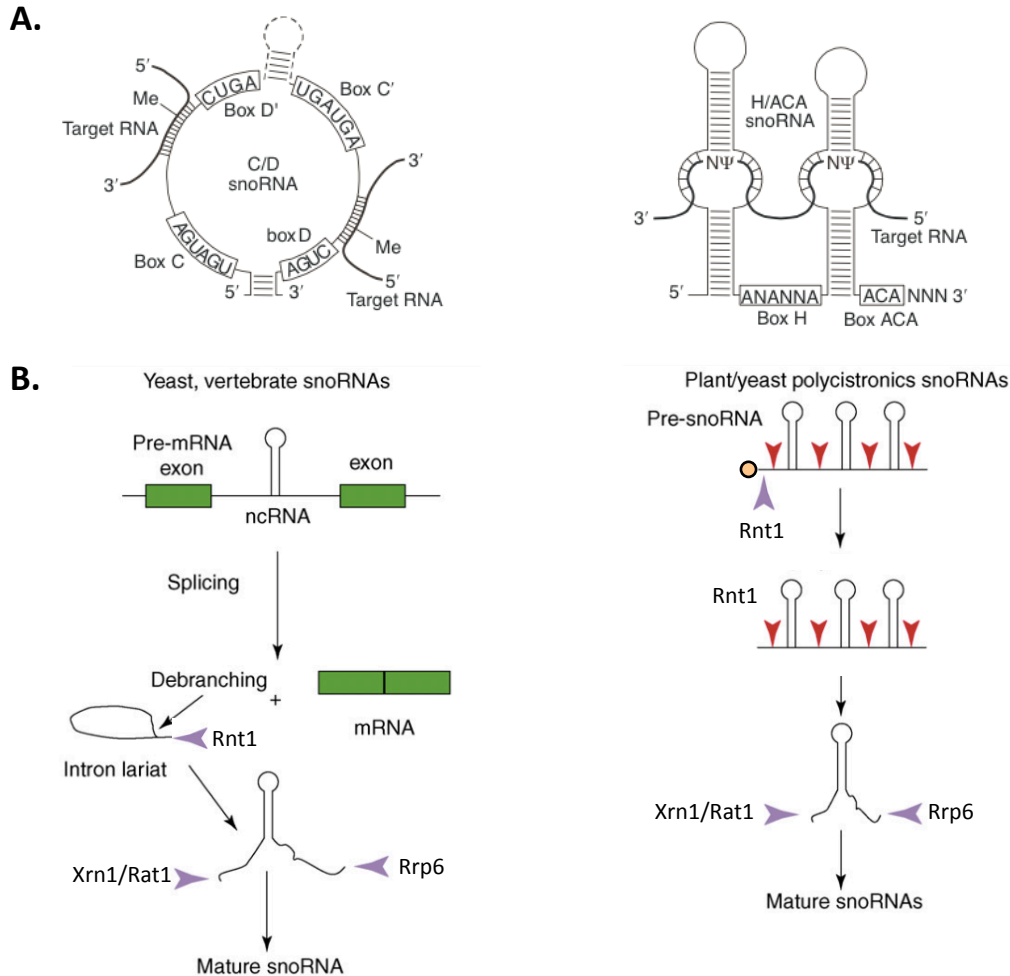 A.
5′
Me
Target RNA
3′
CUGA
Box D'
UGAUGA
Box C'
C/D
snoRNA
3′
AGUAGU
Box C
box D
AGUC
Me
5′
3′
5′
Target RNA
H/ACA
snoRNA
NΨ
NΨ
3′
5′
Target RNA
5′
ANANNA
ACA
NNN 3′
Box H
Box ACA
B.
Yeast, vertebrate snoRNAs
Pre-mRNA
exon
exon
ncRNA
Splicing
Debranching
+
mRNA
Rnt1
Intron lariat
Xrn1/Rat1
Rrp6
Mature snoRNA
Plant/yeast polycistronics snoRNAs
Pre-snoRNA
Rnt1
Rnt1
Xrn1/Rat1
Rrp6
Mature snoRNAs